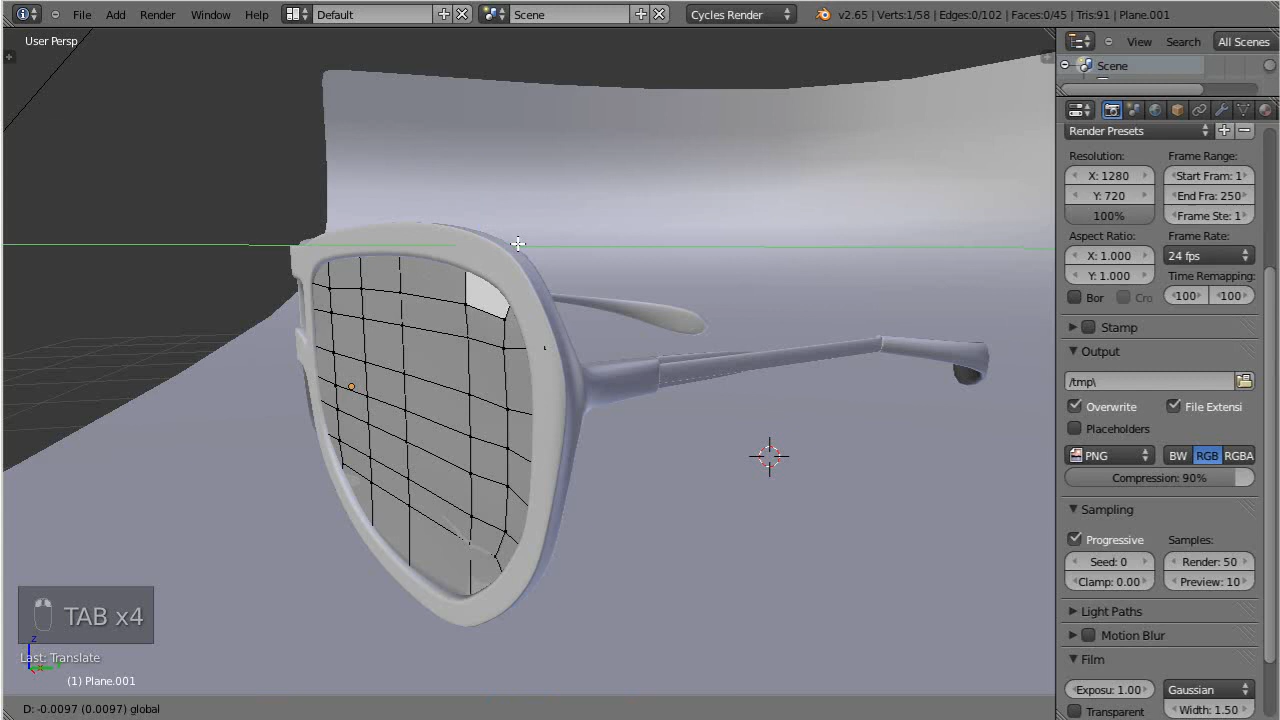 File Add Render Window Help Default Scene Cycles Render v2.65 | Verts:1/58 | Edges:0/102 | Faces:0/45 | Tris:91 | Plane.001
User Persp
View Search All Scenes
Scene
Render Presets
Resolution: Frame Range:
X: 1280 Start Fram: 1
Y: 720 End Fra: 250
100% Frame Ste: 1
Aspect Ratio: Frame Rate:
X: 1.000 24 fps
Y: 1.000 Time Remapping:
Bor Cro 100 100
Stamp
Output
/tmp\
Overwrite File Extensi
Placeholders
PNG BW RGB RGBA
Compression: 90%
Sampling
Progressive Samples:
Seed: 0 Render: 50
Clamp: 0.00 Preview: 10
Light Paths
Motion Blur
Film
Exposu: 1.00 Gaussian
Transparent Width: 1.50
TAB x4
z
Last: Translate
(1) Plane.001
D: -0.0097 (0.0097) global